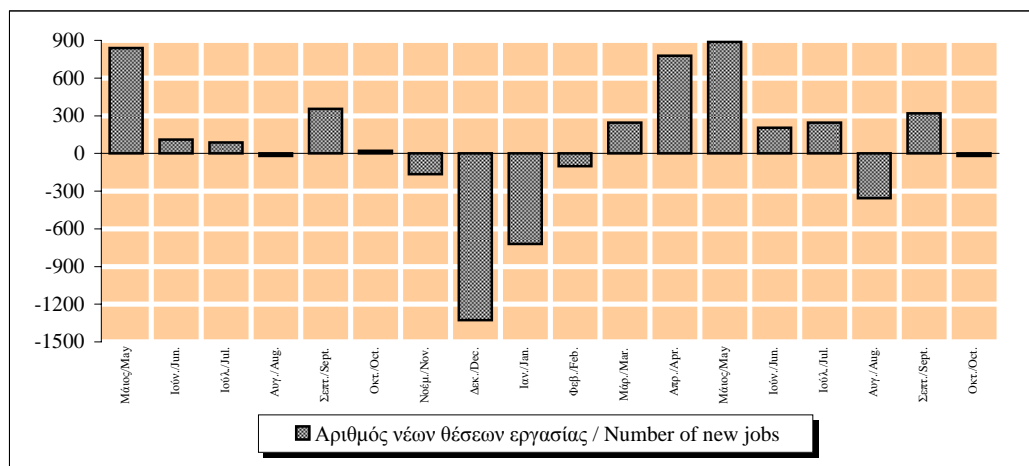 900
600
300
0
-300
-600
-900
-1200
-1500
Μάιος/May
Ιούν./Jun.
Ιούλ./Jul.
Αυγ./Aug.
Σεπτ./Sept.
Οκτ./Oct.
Νοέμ./Nov.
Δεκ./Dec.
Ιαν./Jan.
Φεβ./Feb.
Μάρ./Mar.
Απρ./Apr.
Μάιος/May
Ιούν./Jun.
Ιούλ./Jul.
Αυγ./Aug.
Σεπτ./Sept.
Οκτ./Oct.
Αριθμός νέων θέσεων εργασίας / Number of new jobs